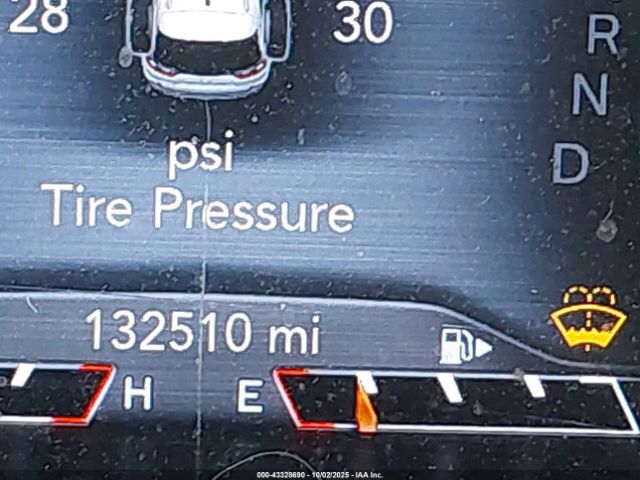 28 30
R
N
D
psi
Tire Pressure
132510 mi
H E
000-43328690 - 10/02/2025 - IAA Inc.